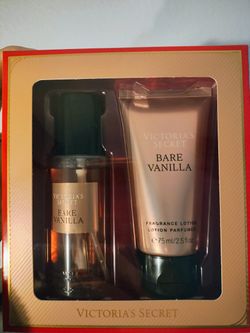 VICTORIA'S
SECRET
BARE
VANILLA
VICTORIA'S
SECRET
BARE
VANILLA
FRAGRANCE LOTION
LOTION PARFUMÉE
℮75ml/2.5fl oz
VICTORIA'S SECRET